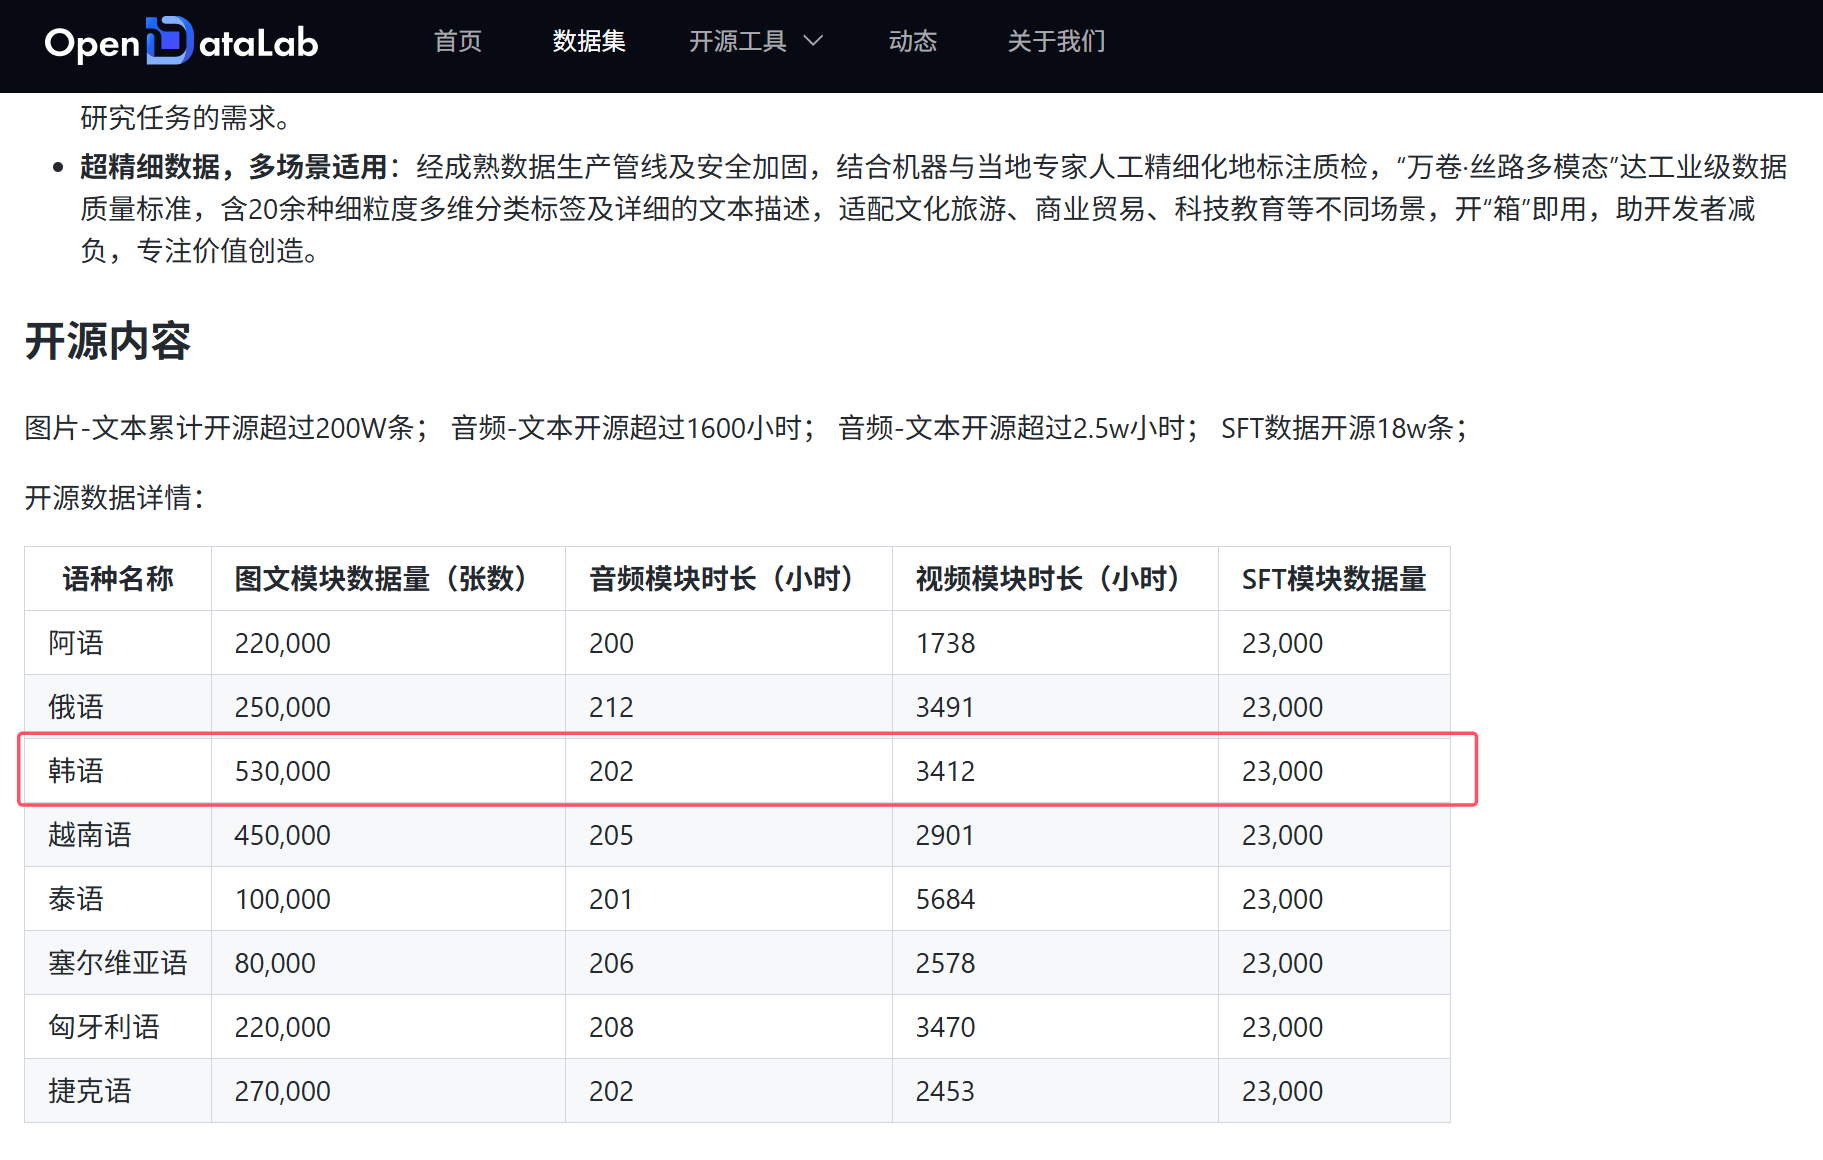 OpenDataLab 首页 数据集 开源工具 动态 关于我们
研究任务的需求。
• 超精细数据，多场景适用：经成熟数据生产管线及安全加固，结合机器与当地专家人工精细化地标注质检，“万卷·丝路多模态”达工业级数据
质量标准，含20余种细粒度多维分类标签及详细的文本描述，适配文化旅游、商业贸易、科技教育等不同场景，开“箱”即用，助开发者减
负，专注价值创造。
开源内容
图片-文本累计开源超过200W条； 音频-文本开源超过1600小时； 音频-文本开源超过2.5w小时； SFT数据开源18w条；
开源数据详情：
语种名称 图文模块数据量（张数） 音频模块时长（小时） 视频模块时长（小时） SFT模块数据量
阿语 220,000 200 1738 23,000
俄语 250,000 212 3491 23,000
韩语 530,000 202 3412 23,000
越南语 450,000 205 2901 23,000
泰语 100,000 201 5684 23,000
塞尔维亚语 80,000 206 2578 23,000
匈牙利语 220,000 208 3470 23,000
捷克语 270,000 202 2453 23,000